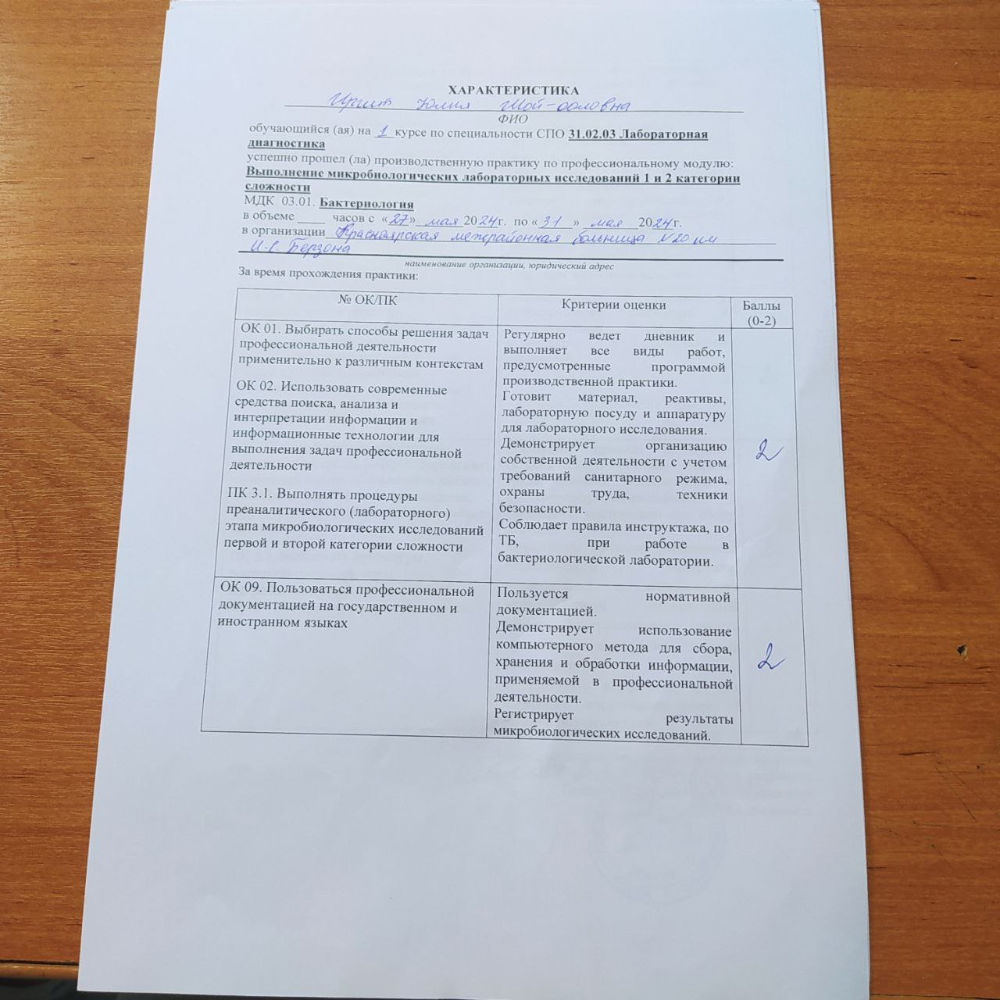 ХАРАКТЕРИСТИКА
Иргит Юлия Шой-ооловна
ФИО
обучающийся (ая) на 1 курсе по специальности СПО 31.02.03 Лабораторная
диагностика
успешно прошел (ла) производственную практику по профессиональному модулю:
Выполнение микробиологических лабораторных исследований 1 и 2 категории
сложности
МДК 03.01. Бактериология
в объеме ____ часов с «27» мая 2024г. по «31» мая 2024г.
в организации Красноярская межрайонная больница №20 им
И.С. Берзона
наименование организации, юридический адрес
За время прохождения практики:
№ ОК/ПК
Критерии оценки
Баллы
(0-2)
ОК 01. Выбирать способы решения задач
профессиональной деятельности
применительно к различным контекстам
ОК 02. Использовать современные
средства поиска, анализа и
интерпретации информации и
информационные технологии для
выполнения задач профессиональной
деятельности
ПК 3.1. Выполнять процедуры
преаналитического (лабораторного)
этапа микробиологических исследований
первой и второй категории сложности
Регулярно ведет дневник и
выполняет все виды работ,
предусмотренные программой
производственной практики.
Готовит материал, реактивы,
лабораторную посуду и аппаратуру
для лабораторного исследования.
Демонстрирует организацию
собственной деятельности с учетом
требований санитарного режима,
охраны труда, техники
безопасности.
Соблюдает правила инструктажа, по
ТБ, при работе в
бактериологической лаборатории.
2
ОК 09. Пользоваться профессиональной
документацией на государственном и
иностранном языках
Пользуется нормативной
документацией.
Демонстрирует использование
компьютерного метода для сбора,
хранения и обработки информации,
применяемой в профессиональной
деятельности.
Регистрирует результаты
микробиологических исследований.
2